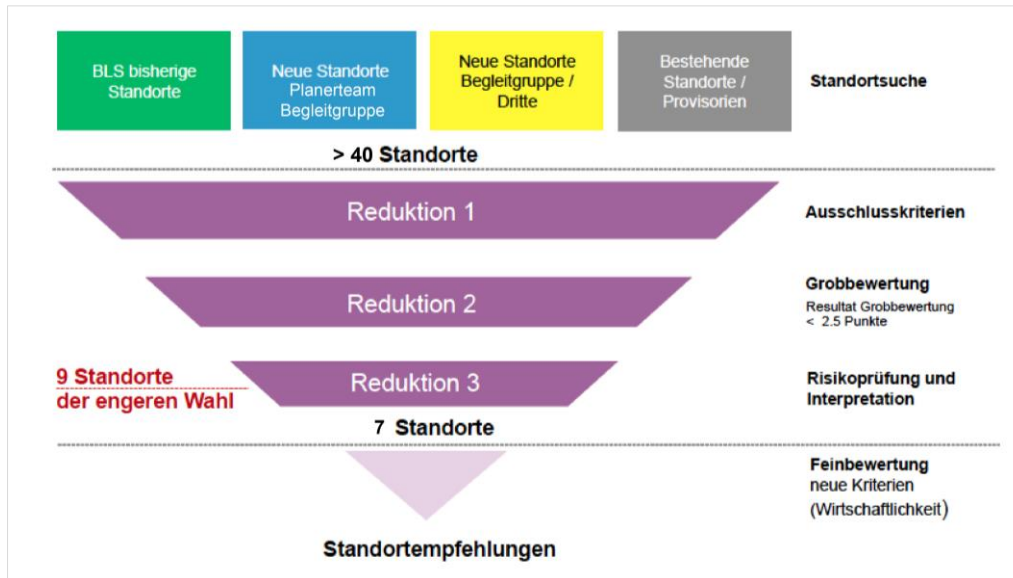 BLS bisherige
Standorte
Neue Standorte
Planerteam
Begleitgruppe
Neue Standorte
Begleitgruppe /
Dritte
Bestehende
Standorte /
Provisorien
Standortsuche
> 40 Standorte
Reduktion 1
Ausschlusskriterien
Reduktion 2
Grobbewertung
Resultat Grobbewertung
< 2.5 Punkte
9 Standorte
der engeren Wahl
Reduktion 3
Risikoprüfung und
Interpretation
7 Standorte
Feinbewertung
neue Kriterien
(Wirtschaftlichkeit)
Standortempfehlungen